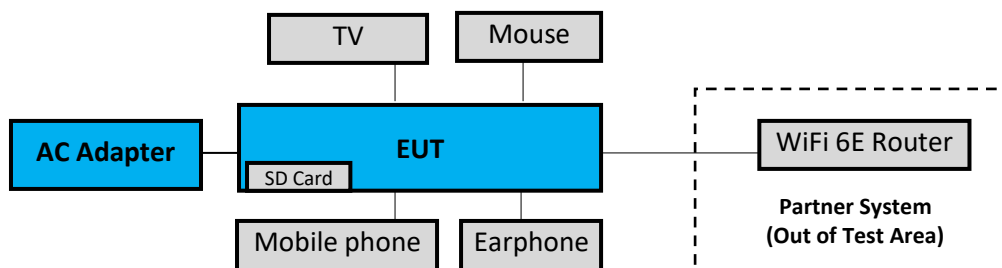 TV
Mouse
AC Adapter
EUT
SD Card
WiFi 6E Router
Mobile phone
Earphone
Partner System
(Out of Test Area)